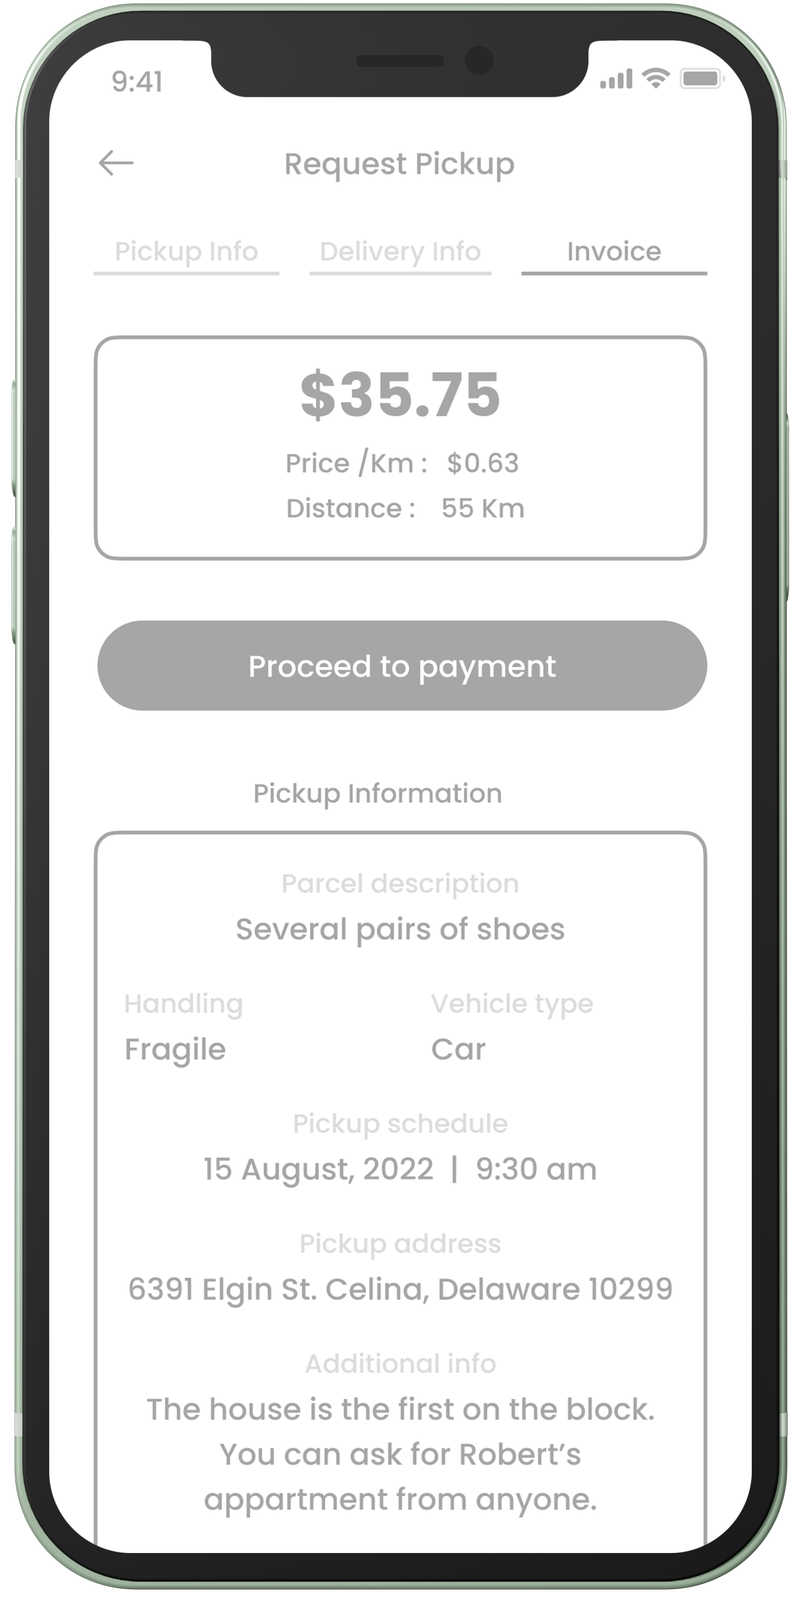 9:41
Request Pickup
Pickup Info Delivery Info Invoice
$35.75
Price /Km : $0.63
Distance : 55 Km
Proceed to payment
Pickup Information
Parcel description
Several pairs of shoes
Handling Vehicle type
Fragile Car
Pickup schedule
15 August, 2022 | 9:30 am
Pickup address
6391 Elgin St. Celina, Delaware 10299
Additional info
The house is the first on the block.
You can ask for Robert’s
appartment from anyone.